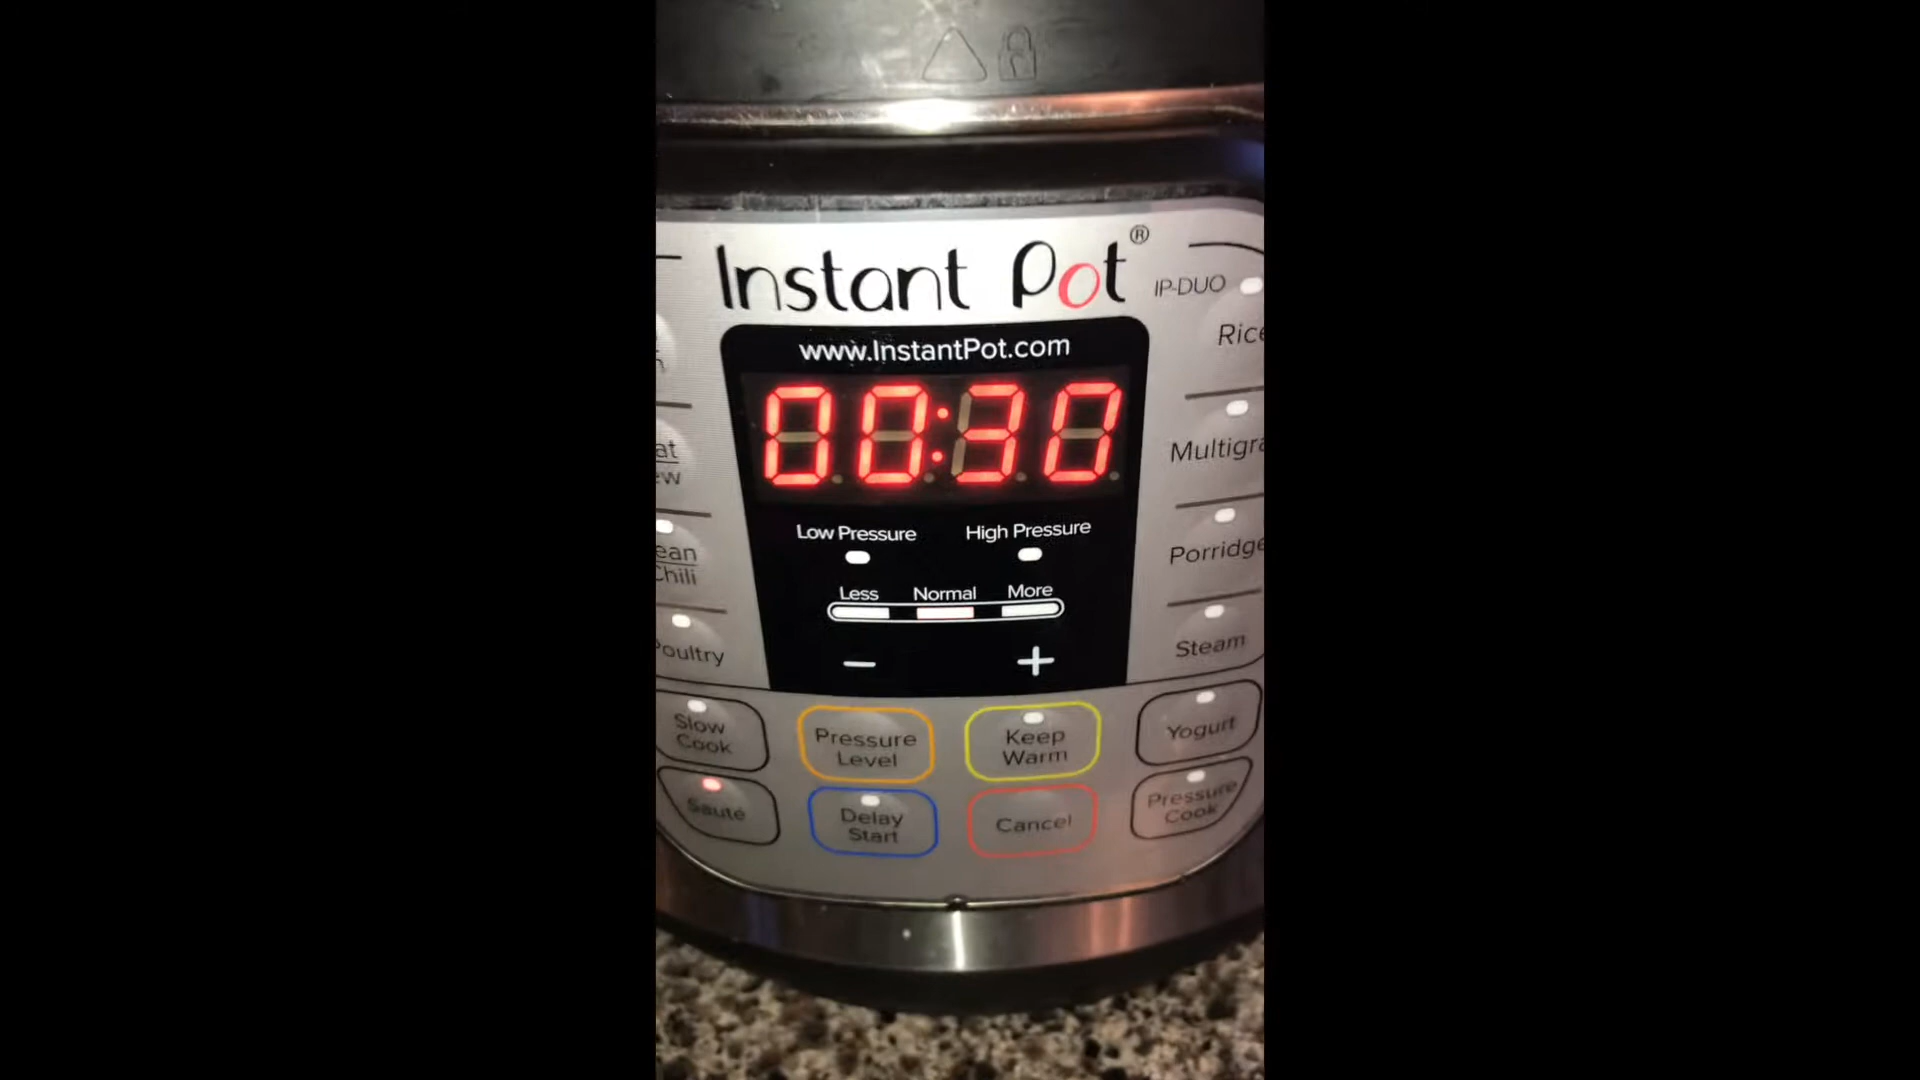 Instant Pot®
IP-DUO
www.InstantPot.com
00:30
Rice
Multigra
Porridge
Steam
at
ew
ean
Chili
Poultry
Low Pressure High Pressure
Less Normal More
− +
Slow
Cook
Pressure
Level
Keep
Warm
Yogurt
Sauté
Delay
Start
Cancel
Pressure
Cook